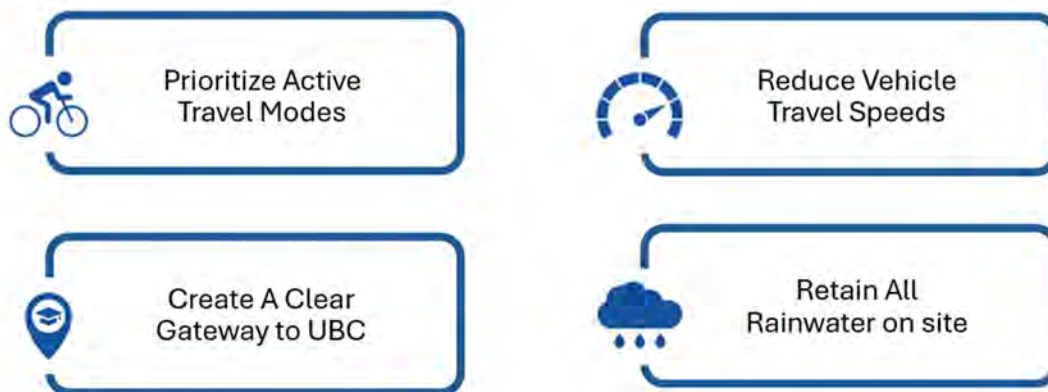 Prioritize Active
Travel Modes
Reduce Vehicle
Travel Speeds
Create A Clear
Gateway to UBC
Retain All
Rainwater on site